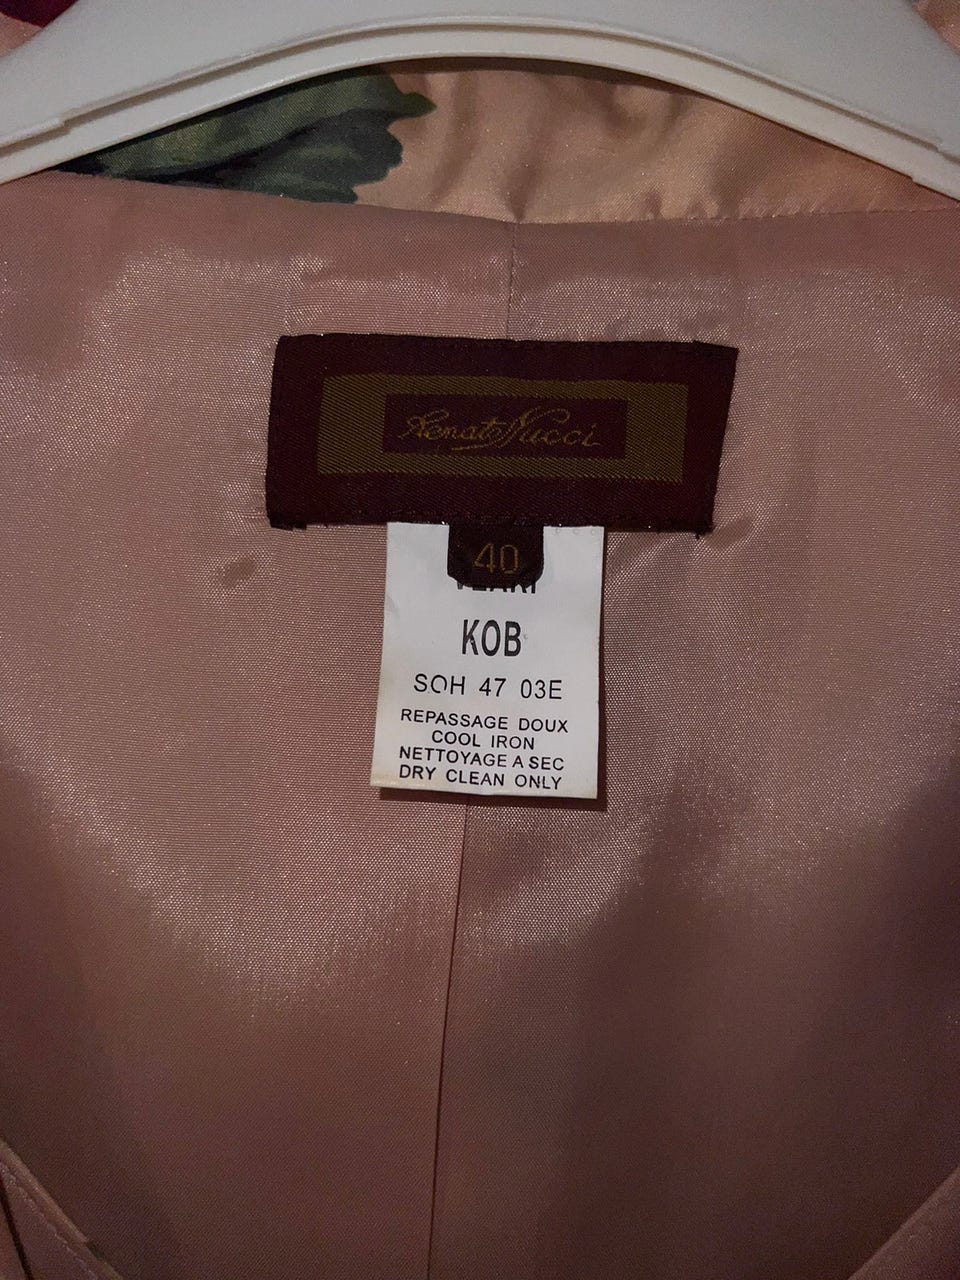 Renato Nucci
40
KOB
SOH 47 03E
REPASSAGE DOUX
COOL IRON
NETTOYAGE A SEC
DRY CLEAN ONLY